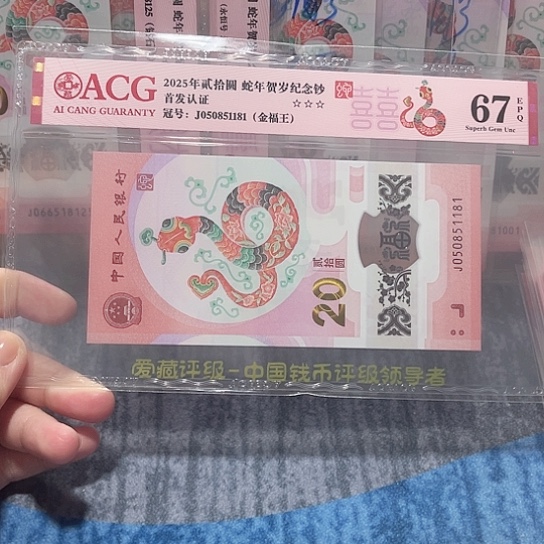 ACG
AI CANG GUARANTY
2025年贰拾圆 蛇年贺岁纪念钞
首发认证
☆☆☆
冠号：J050851181（金福王）
67
EPQ
Superb Gem Unc
中国人民银行
贰拾圆
20
J050851181
爱藏评级-中国钱币评级领导者